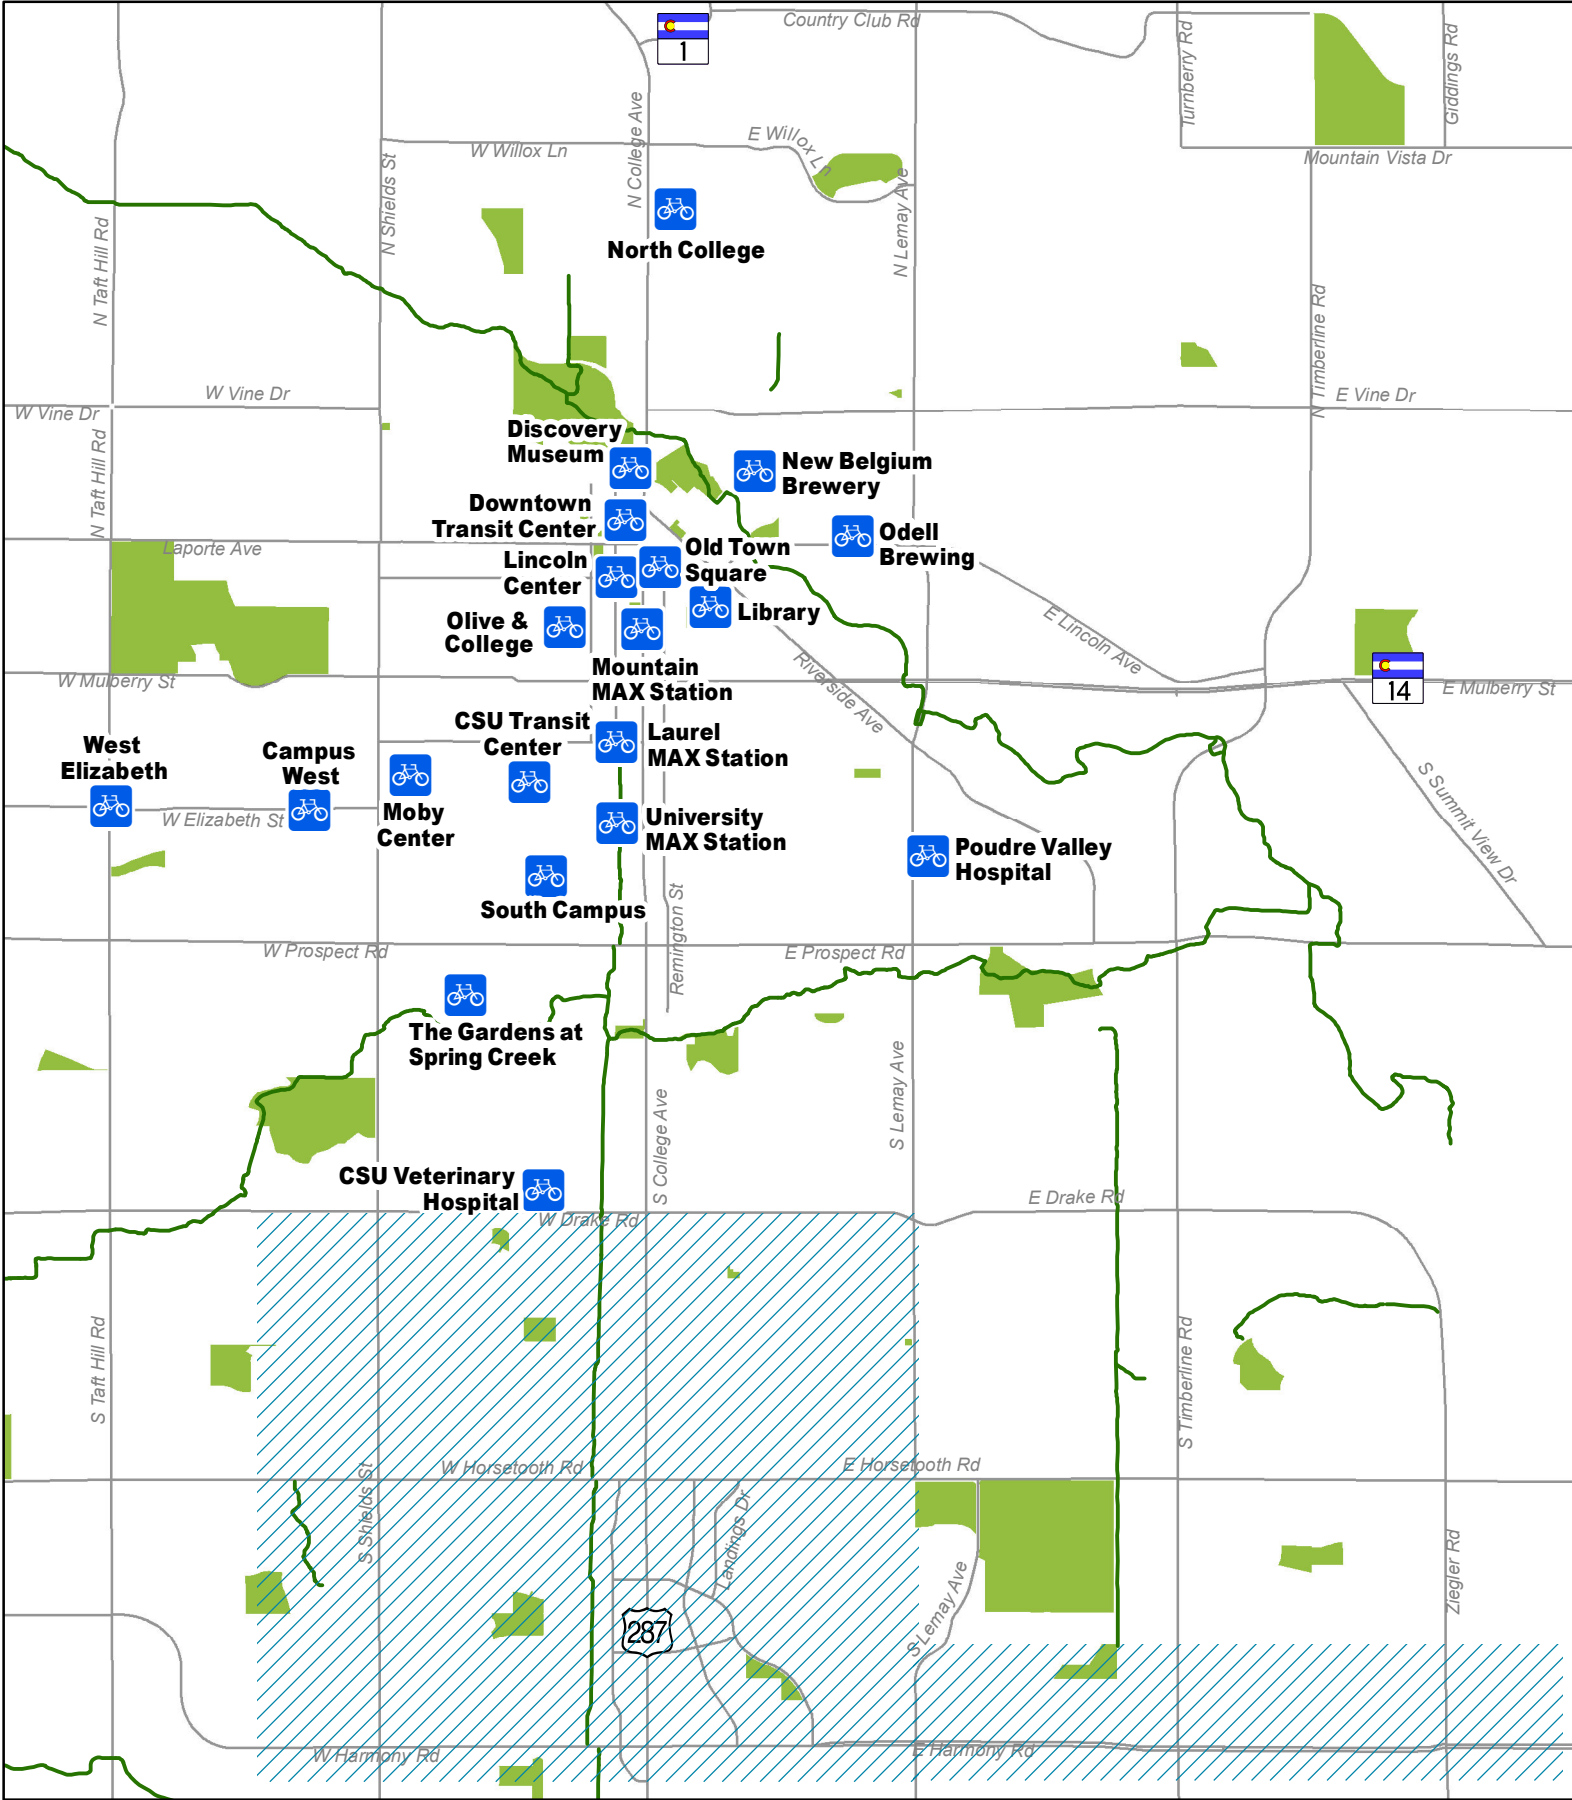 Country Club Rd
1
Turnberry Rd
Giddings Rd
N College Ave
E Willox Ln
W Willox Ln
Mountain Vista Dr
N Shields St
N Lemay Ave
N Taft Hill Rd
North College
N Timberline Rd
W Vine Dr
E Vine Dr
W Vine Dr
N Taft Hill Rd
Discovery
Museum
New Belgium
Brewery
Downtown
Transit Center
Odell
Brewing
Laporte Ave
Lincoln
Center
Old Town
Square
Library
Olive &
College
E Lincoln Ave
Mountain
MAX Station
Riverside Ave
W Mulberry St
14
E Mulberry St
CSU Transit
Center
Laurel
MAX Station
West
Elizabeth
Campus
West
Moby
Center
W Elizabeth St
University
MAX Station
S Summit View Dr
Poudre Valley
Hospital
South Campus
Remington St
W Prospect Rd
E Prospect Rd
The Gardens at
Spring Creek
S Lemay Ave
S College Ave
CSU Veterinary
Hospital
W Drake Rd
E Drake Rd
S Taft Hill Rd
S Timberline Rd
W Horsetooth Rd
E Horsetooth Rd
S Shields St
Landings Dr
S Lemay Ave
Ziegler Rd
287
W Harmony Rd
E Harmony Rd